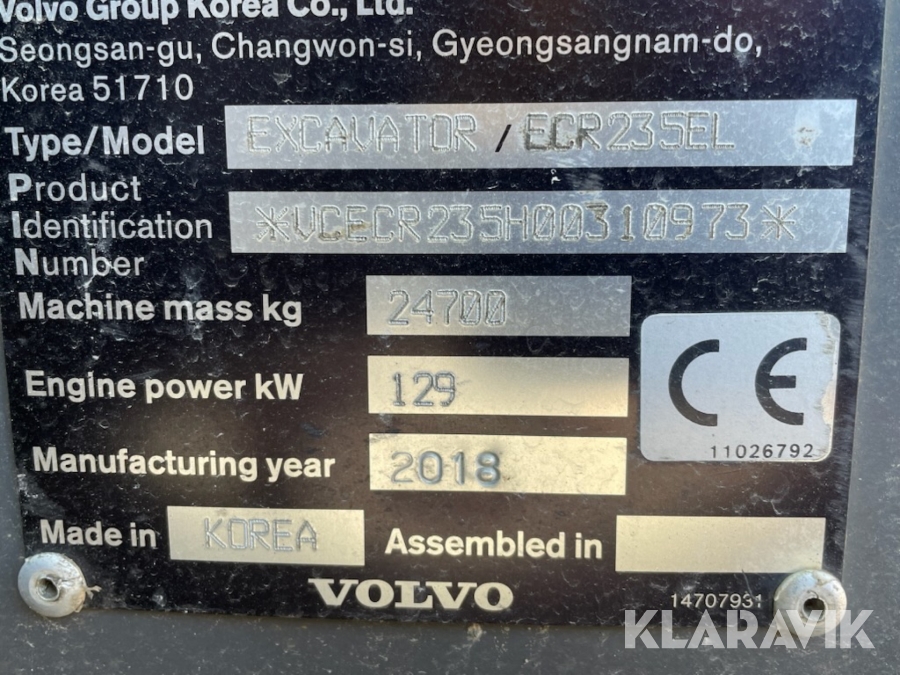 Volvo Group Korea Co., Ltd.
Seongsan-gu, Changwon-si, Gyeongsangnam-do,
Korea 51710
Type/Model EXCAVATOR / ECR235EL
Product
Identification *VCECR235H00310973*
Number
Machine mass kg 24700
Engine power kW 129
CE
11026792
Manufacturing year 2018
Made in KOREA Assembled in
VOLVO 14707931
KLARAVIK